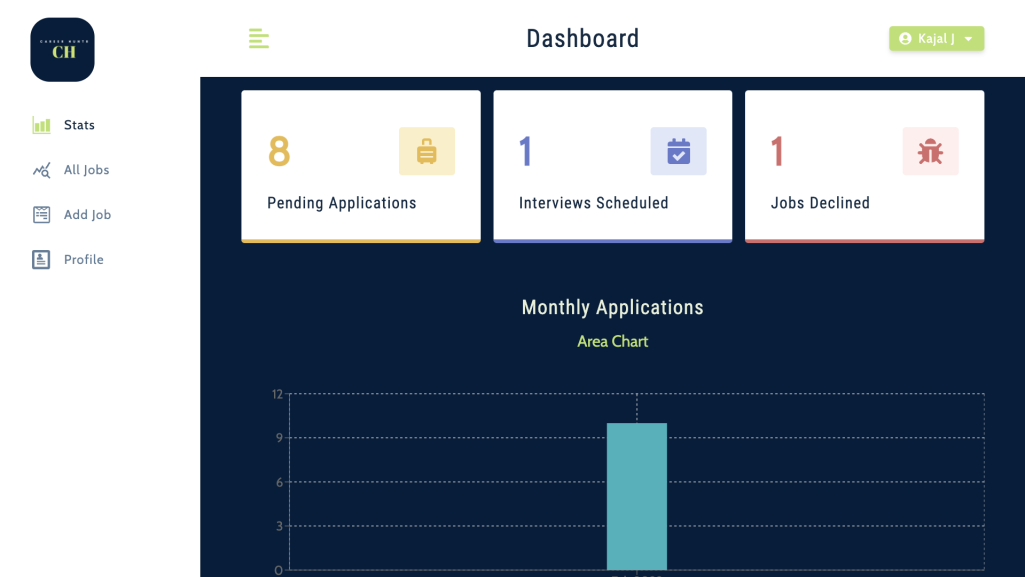 CAREER HUNTS
CH
Dashboard
Kajal J
Stats
All Jobs
Add Job
Profile
8
Pending Applications
1
Interviews Scheduled
1
Jobs Declined
Monthly Applications
Area Chart
12
9
6
3
0